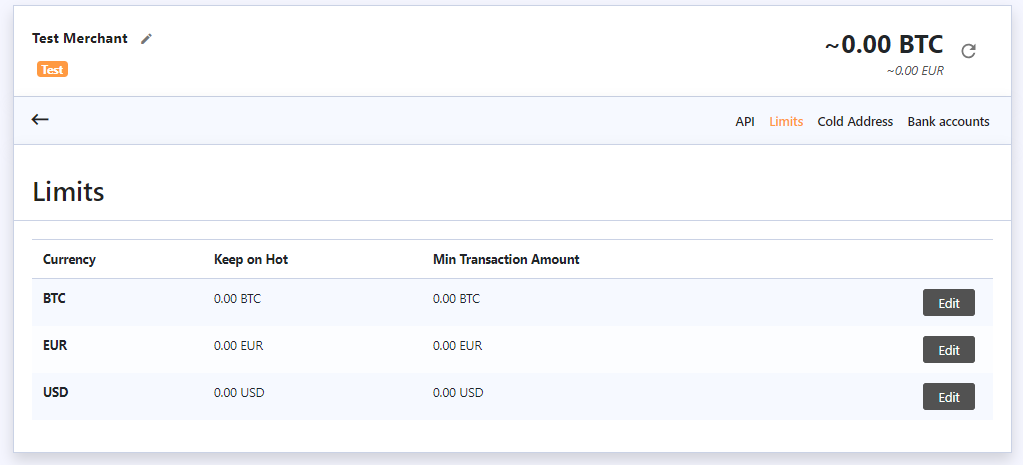 Test Merchant
~0.00 BTC
Test
~0.00 EUR
API Limits Cold Address Bank accounts
Limits
Currency Keep on Hot Min Transaction Amount
BTC 0.00 BTC 0.00 BTC Edit
EUR 0.00 EUR 0.00 EUR Edit
USD 0.00 USD 0.00 USD Edit